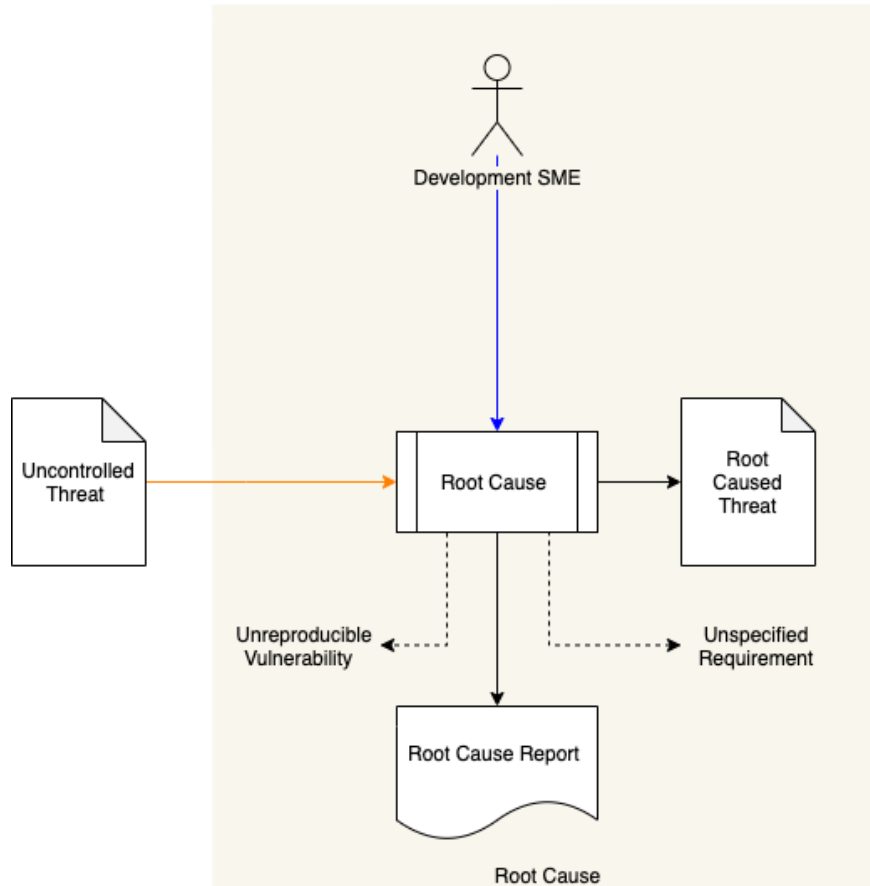 Development SME
Uncontrolled
Threat
Root Cause
Root
Caused
Threat
Unreproducible
Vulnerability
Unspecified
Requirement
Root Cause Report
Root Cause